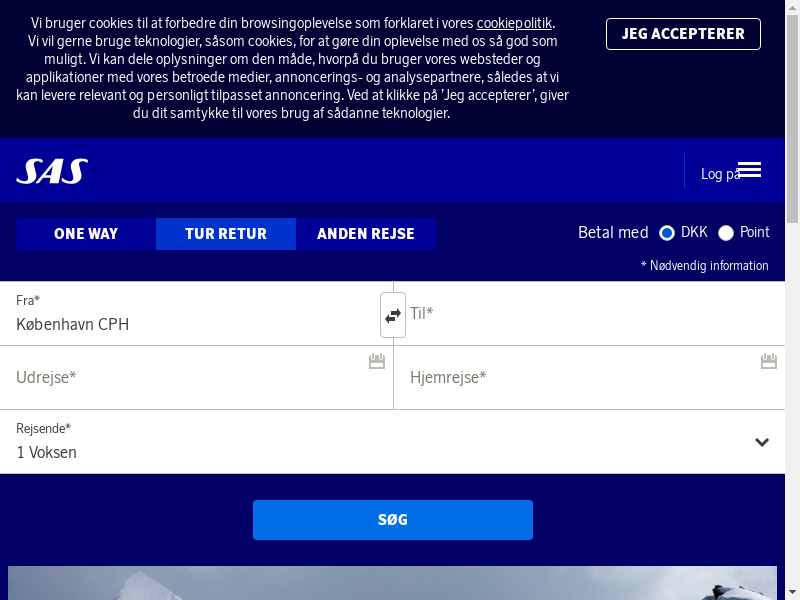 Vi bruger cookies til at forbedre din browsingoplevelse som forklaret i vores cookiepolitik.
Vi vil gerne bruge teknologier, såsom cookies, for at gøre din oplevelse med os så god som
muligt. Vi kan dele oplysninger om den måde, hvorpå du bruger vores websteder og
applikationer med vores betroede medier, annoncerings- og analysepartnere, således at vi
kan levere relevant og personligt tilpasset annoncering. Ved at klikke på 'Jeg accepterer', giver
du dit samtykke til vores brug af sådanne teknologier.
JEG ACCEPTERER
SAS
Log på
ONE WAY
TUR RETUR
ANDEN REJSE
Betal med
DKK
Point
* Nødvendig information
Fra*
København CPH
Til*
Udrejse*
Hjemrejse*
Rejsende*
1 Voksen
SØG